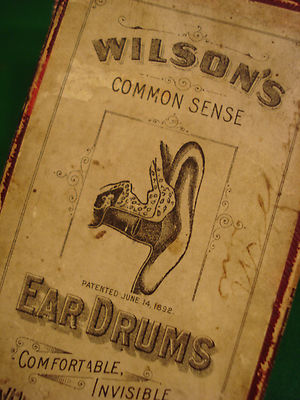 WILSON'S
COMMON SENSE
PATENTED JUNE 14, 1892.
EAR DRUMS
COMFORTABLE,
INVISIBLE